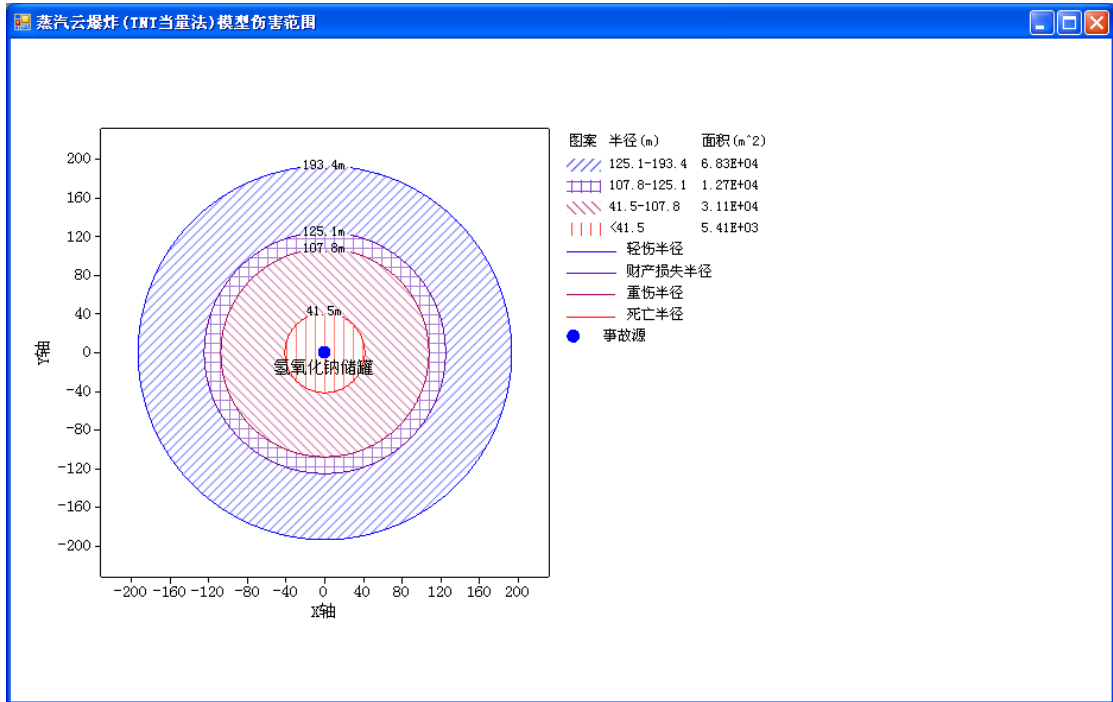 蒸汽云爆炸(TNT当量法)模型伤害范围
图案 半径(m) 面积(m^2)
125.1-193.4 6.83E+04
107.8-125.1 1.27E+04
41.5-107.8 3.11E+04
<41.5 5.41E+03
轻伤半径
财产损失半径
重伤半径
死亡半径
事故源
193.4m
125.1m
107.8m
41.5m
氢氧化钠储罐
Y轴
200
160
120
80
40
0
-40
-80
-120
-160
-200
-200 -160 -120 -80 -40 0 40 80 120 160 200
X轴